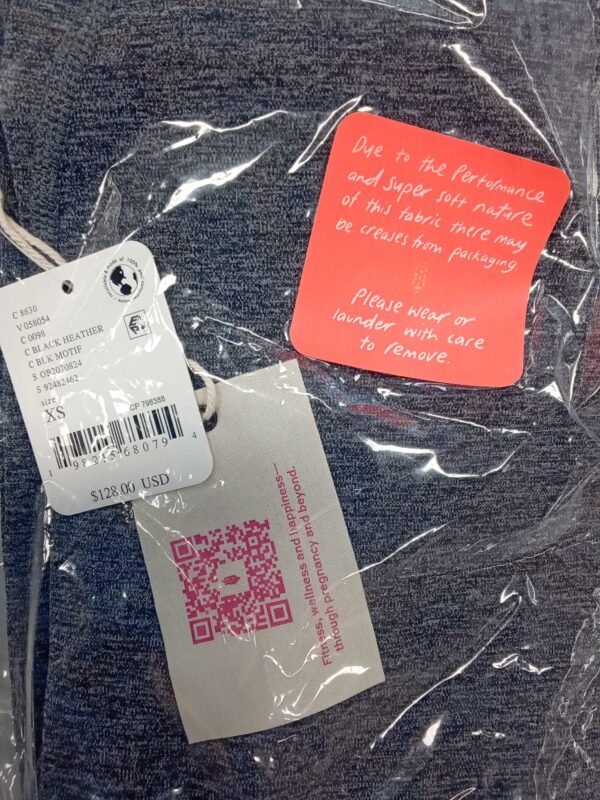 Due to the Performance
and super soft nature
of this fabric there may
be creases from packaging
Please wear or
launder with care
to remove.
C 8630
V 058054
C 0098
C BLACK HEATHER
C BLK MOTIF
S OB2070824
S 92482462
size
XS
CP 798386
$128.00 USD
Fitness, wellness and happiness—
through pregnancy and beyond.